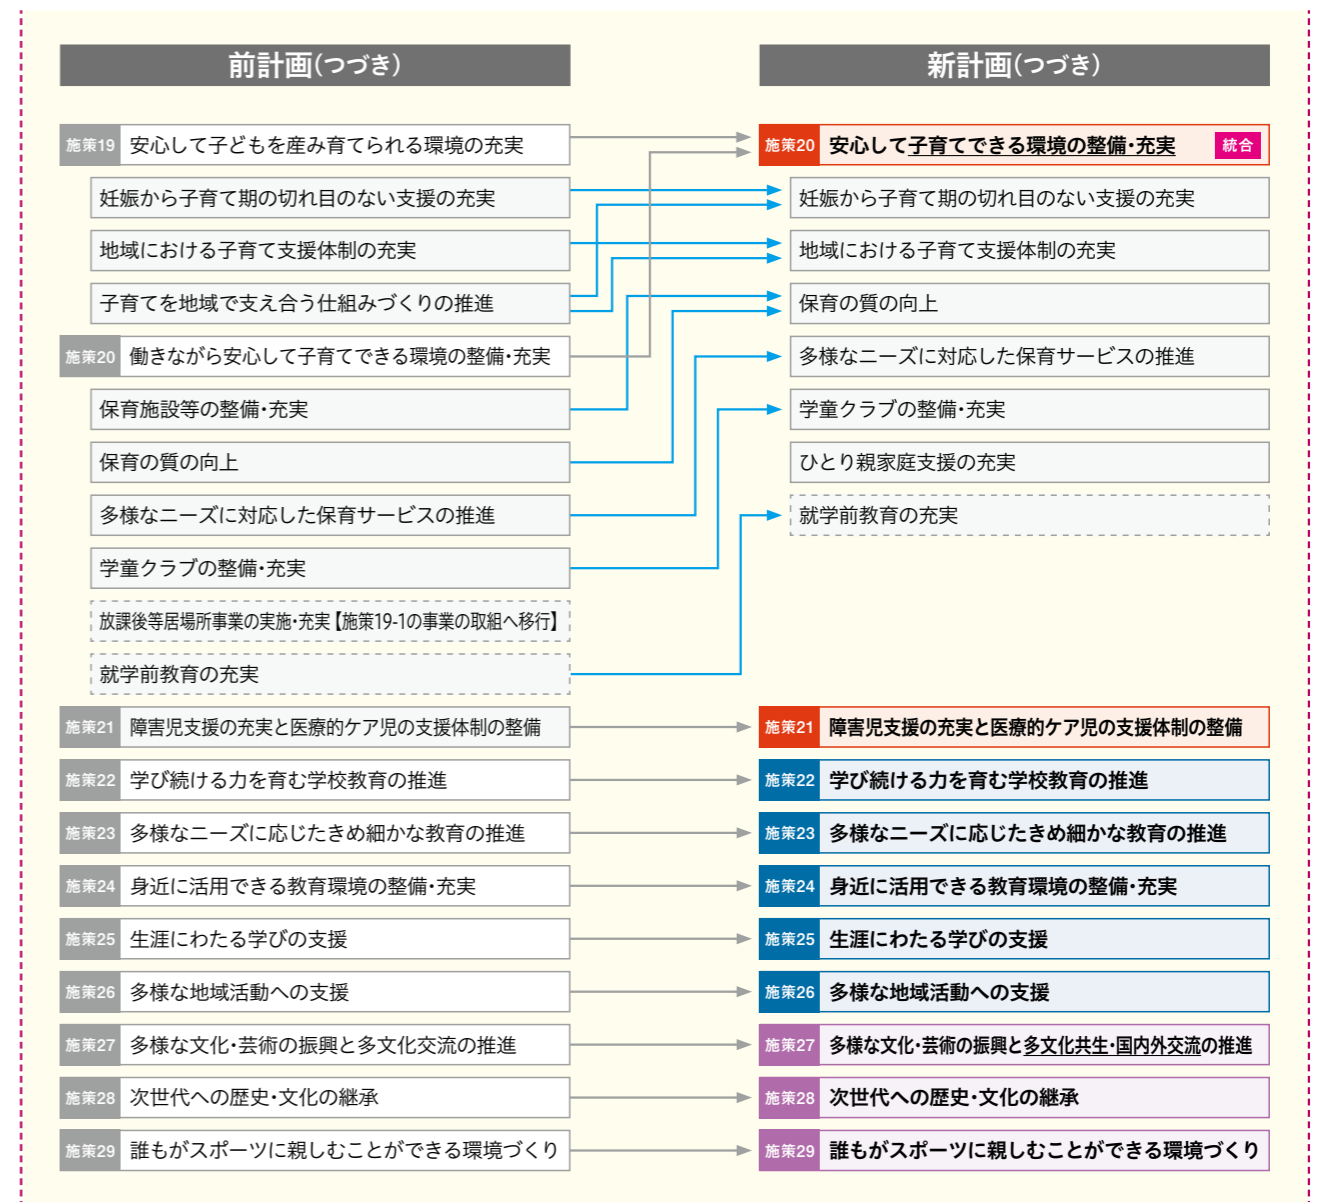 前計画(つづき)
施策19 安心して子どもを産み育てられる環境の充実
妊娠から子育て期の切れ目のない支援の充実
地域における子育て支援体制の充実
子育てを地域で支え合う仕組みづくりの推進
施策20 働きながら安心して子育てできる環境の整備・充実
保育施設等の整備・充実
保育の質の向上
多様なニーズに対応した保育サービスの推進
学童クラブの整備・充実
放課後等居場所事業の実施・充実【施策19-1の事業の取組へ移行】
就学前教育の充実
施策21 障害児支援の充実と医療的ケア児の支援体制の整備
施策22 学び続ける力を育む学校教育の推進
施策23 多様なニーズに応じたきめ細かな教育の推進
施策24 身近に活用できる教育環境の整備・充実
施策25 生涯にわたる学びの支援
施策26 多様な地域活動への支援
施策27 多様な文化・芸術の振興と多文化交流の推進
施策28 次世代への歴史・文化の継承
施策29 誰もがスポーツに親しむことができる環境づくり
新計画(つづき)
施策20 安心して子育てできる環境の整備・充実 統合
妊娠から子育て期の切れ目のない支援の充実
地域における子育て支援体制の充実
保育の質の向上
多様なニーズに対応した保育サービスの推進
学童クラブの整備・充実
ひとり親家庭支援の充実
就学前教育の充実
施策21 障害児支援の充実と医療的ケア児の支援体制の整備
施策22 学び続ける力を育む学校教育の推進
施策23 多様なニーズに応じたきめ細かな教育の推進
施策24 身近に活用できる教育環境の整備・充実
施策25 生涯にわたる学びの支援
施策26 多様な地域活動への支援
施策27 多様な文化・芸術の振興と多文化共生・国内外交流の推進
施策28 次世代への歴史・文化の継承
施策29 誰もがスポーツに親しむことができる環境づくり